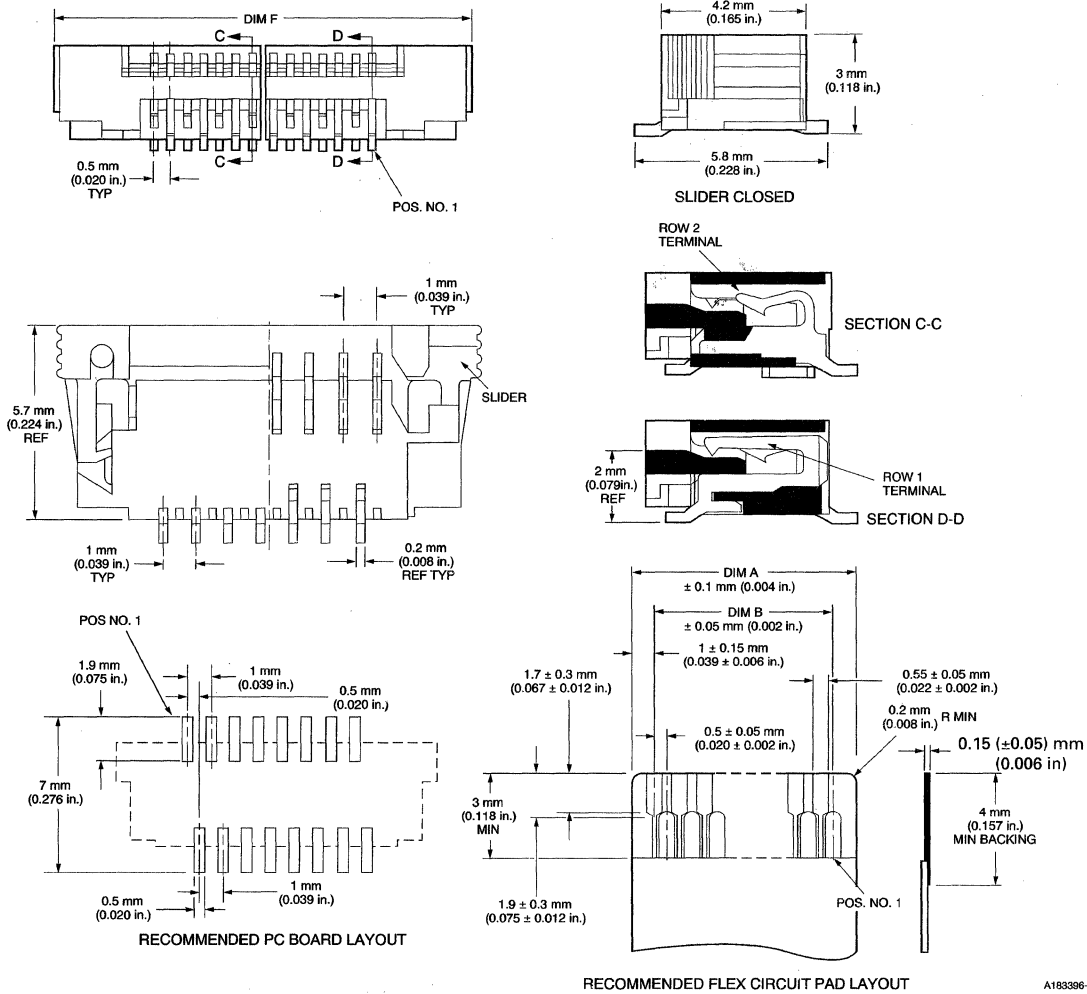 DIM F
C
D
C
D
0.5 mm
(0.020 in.)
TYP
POS. NO. 1
4.2 mm
(0.165 in.)
3 mm
(0.118 in.)
5.8 mm
(0.228 in.)
SLIDER CLOSED
1 mm
(0.039 in.)
TYP
SLIDER
5.7 mm
(0.224 in.)
REF
1 mm
(0.039 in.)
TYP
0.2 mm
(0.008 in.)
REF TYP
ROW 2
TERMINAL
SECTION C-C
2 mm
(0.079in.)
REF
ROW 1
TERMINAL
SECTION D-D
POS NO. 1
1.9 mm
(0.075 in.)
1 mm
(0.039 in.)
0.5 mm
(0.020 in.)
7 mm
(0.276 in.)
1 mm
(0.039 in.)
0.5 mm
(0.020 in.)
RECOMMENDED PC BOARD LAYOUT
DIM A
± 0.1 mm (0.004 in.)
DIM B
± 0.05 mm (0.002 in.)
1 ± 0.15 mm
(0.039 ± 0.006 in.)
1.7 ± 0.3 mm
(0.067 ± 0.012 in.)
0.55 ± 0.05 mm
(0.022 ± 0.002 in.)
0.5 ± 0.05 mm
(0.020 ± 0.002 in.)
0.2 mm
(0.008 in.) R MIN
0.15 (±0.05) mm
(0.006 in)
3 mm
(0.118 in.)
MIN
4 mm
(0.157 in.)
MIN BACKING
1.9 ± 0.3 mm
(0.075 ± 0.012 in.)
POS. NO. 1
RECOMMENDED FLEX CIRCUIT PAD LAYOUT
A183396-